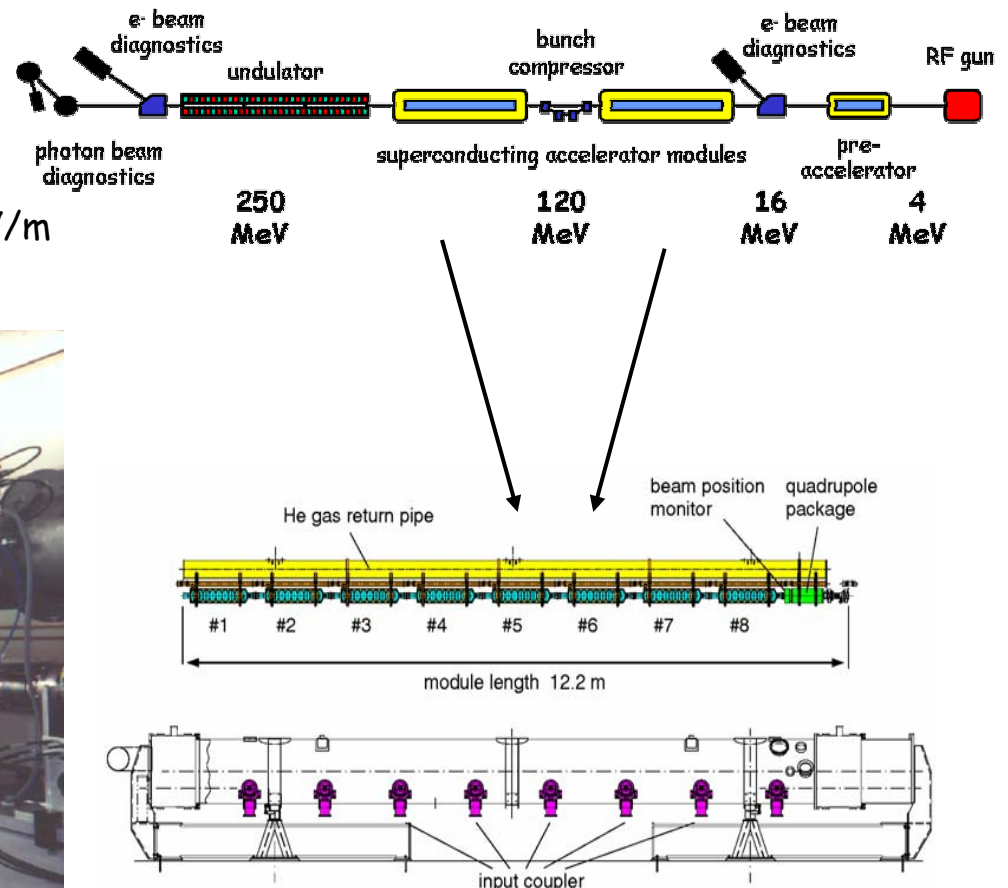 e- beam
diagnostics
undulator
bunch
compressor
e- beam
diagnostics
RF gun
photon beam
diagnostics
superconducting accelerator modules
pre-
accelerator
250
MeV
120
MeV
16
MeV
4
MeV
/m
He gas return pipe
beam position
monitor
quadrupole
package
#1 #2 #3 #4 #5 #6 #7 #8
module length 12.2 m
input coupler